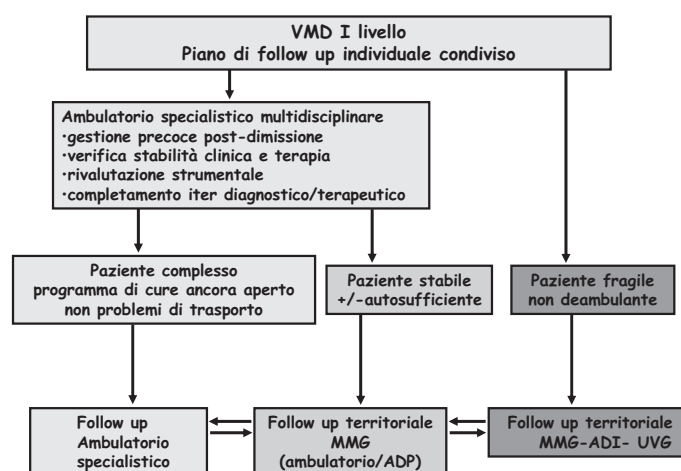 VMD I livello
Piano di follow up individuale condiviso
Ambulatorio specialistico multidisciplinare
•gestione precoce post-dimissione
•verifica stabilità clinica e terapia
•rivalutazione strumentale
•completamento iter diagnostico/terapeutico
Paziente complesso
programma di cure ancora aperto
non problemi di trasporto
Paziente stabile
+/-autosufficiente
Paziente fragile
non deambulante
Follow up
Ambulatorio
specialistico
Follow up territoriale
MMG
(ambulatorio/ADP)
Follow up territoriale
MMG-ADI- UVG